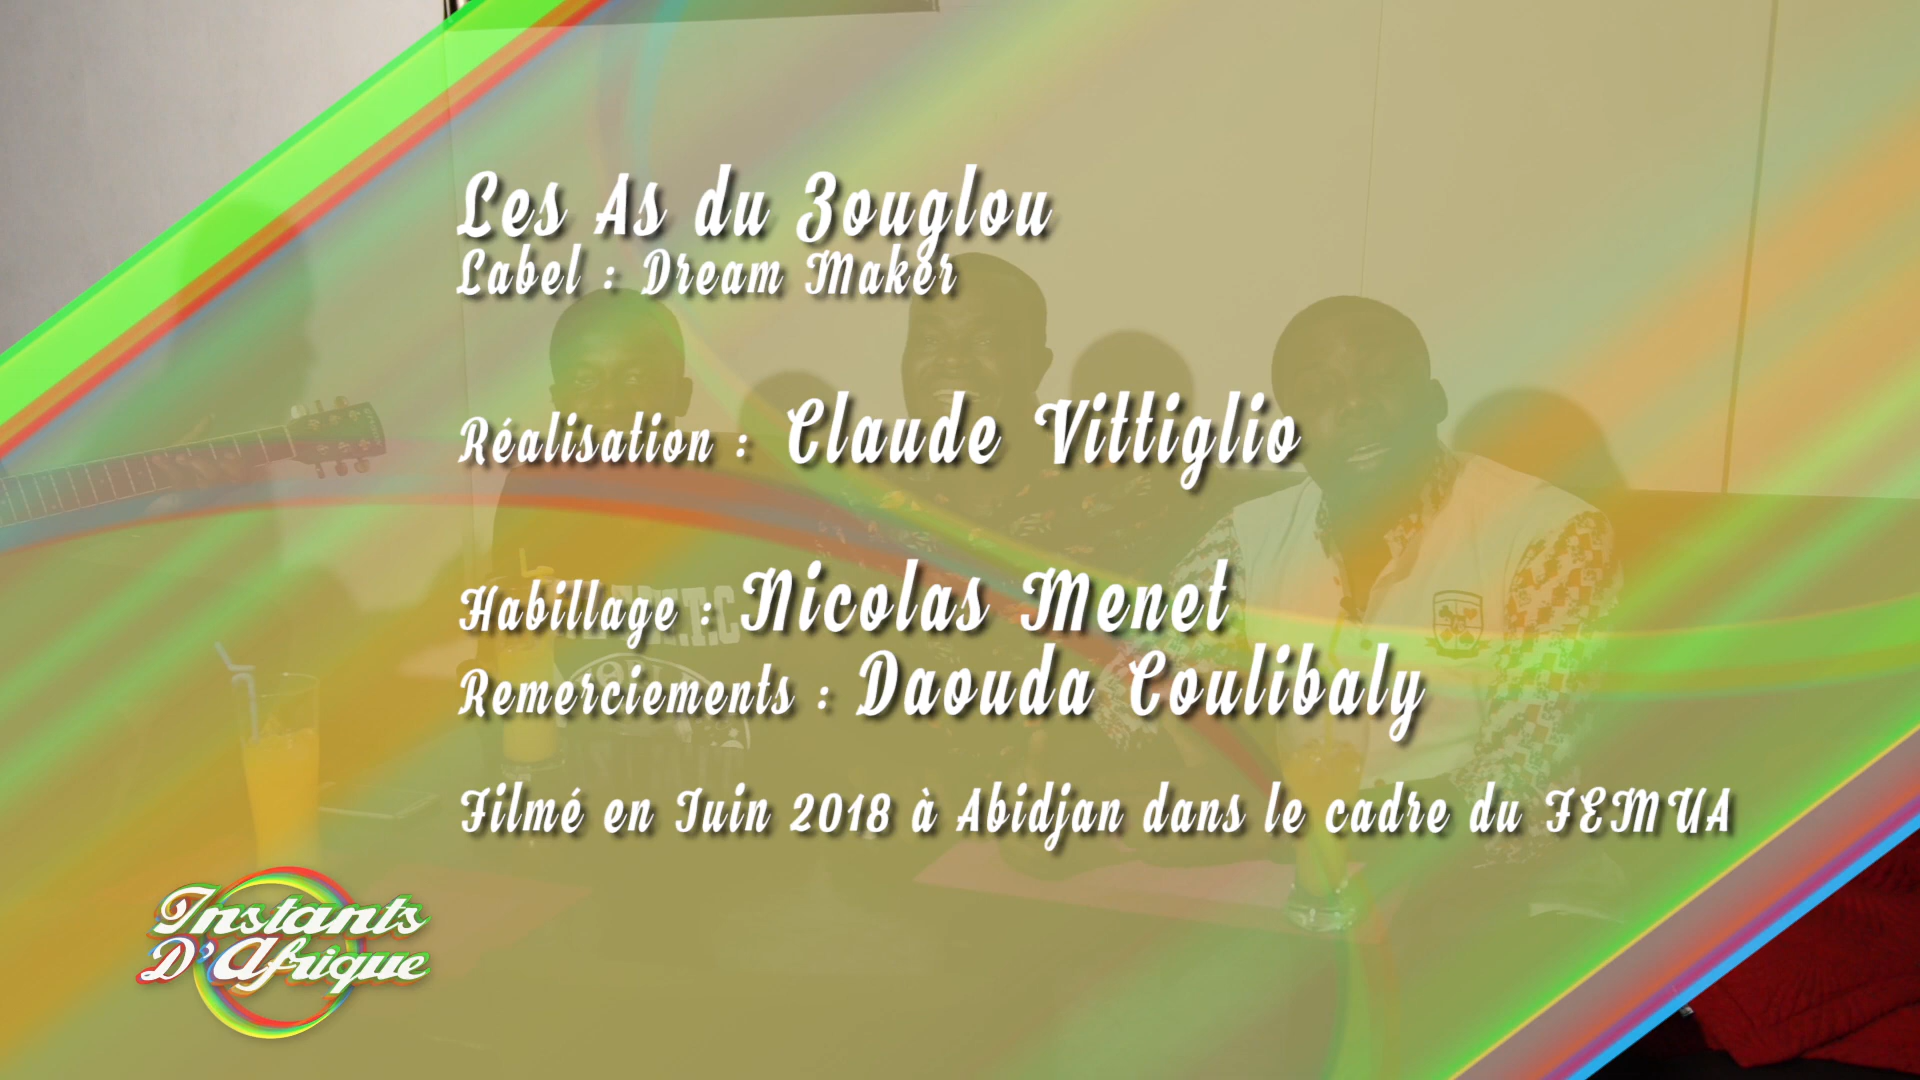 Les As du Zouglou
Label : Dream Maker
Réalisation : Claude Vittiglio
Habillage : Nicolas Menet
Remerciements : Daouda Coulibaly
Filmé en Juin 2018 à Abidjan dans le cadre du FEMUA
Instants
D'Afrique